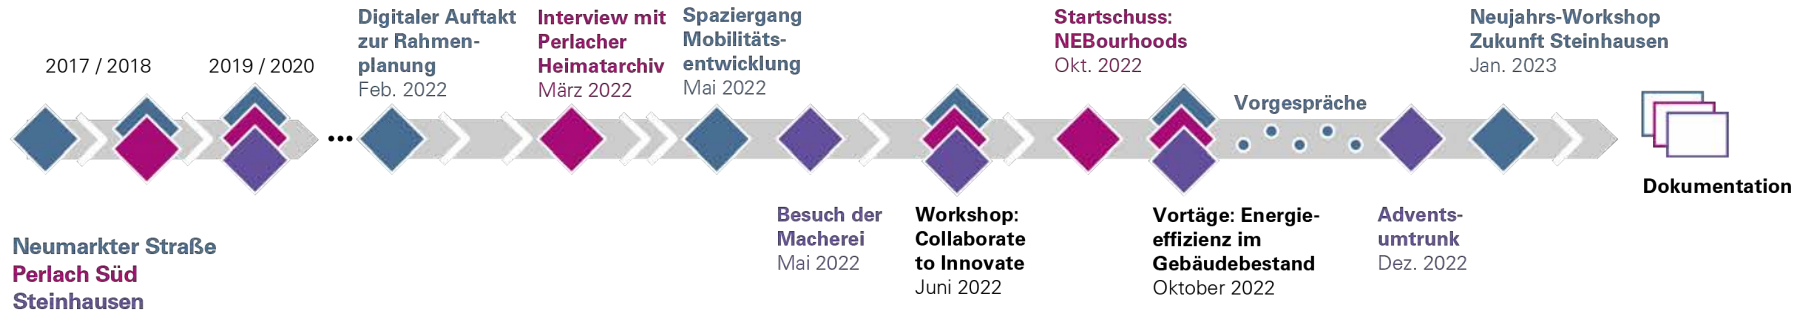 2017 / 2018
2019 / 2020
Digitaler Auftakt
zur Rahmen-
planung
Feb. 2022
Interview mit
Perlacher
Heimatarchiv
März 2022
Spaziergang
Mobilitäts-
entwicklung
Mai 2022
Besuch der
Macherei
Mai 2022
Workshop:
Collaborate
to Innovate
Juni 2022
Startschuss:
NEBourhoods
Okt. 2022
Vortäge: Energie-
effizienz im
Gebäudebestand
Oktober 2022
Vorgespräche
Advents-
umtrunk
Dez. 2022
Neujahrs-Workshop
Zukunft Steinhausen
Jan. 2023
Dokumentation
Neumarkter Straße
Perlach Süd
Steinhausen